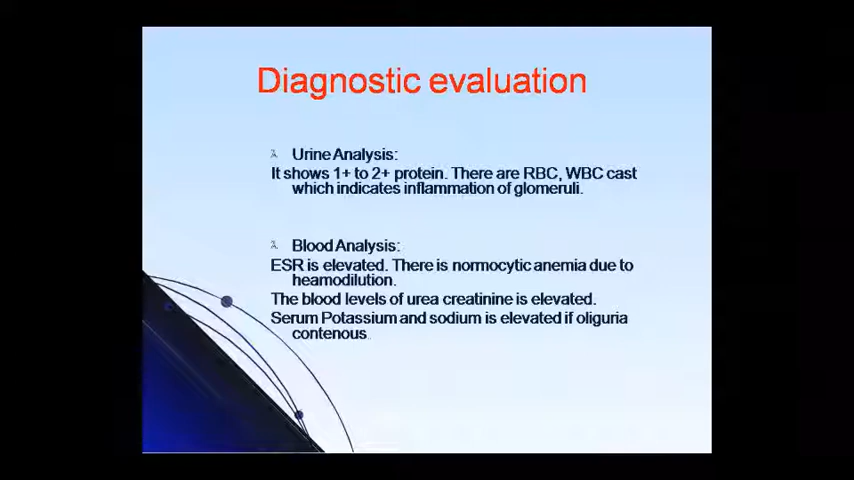 Diagnostic evaluation
Urine Analysis:
It shows 1+ to 2+ protein. There are RBC, WBC cast
which indicates inflammation of glomeruli.
Blood Analysis:
ESR is elevated. There is normocytic anemia due to
heamodilution.
The blood levels of urea creatinine is elevated.
Serum Potassium and sodium is elevated if oliguria
contenous.